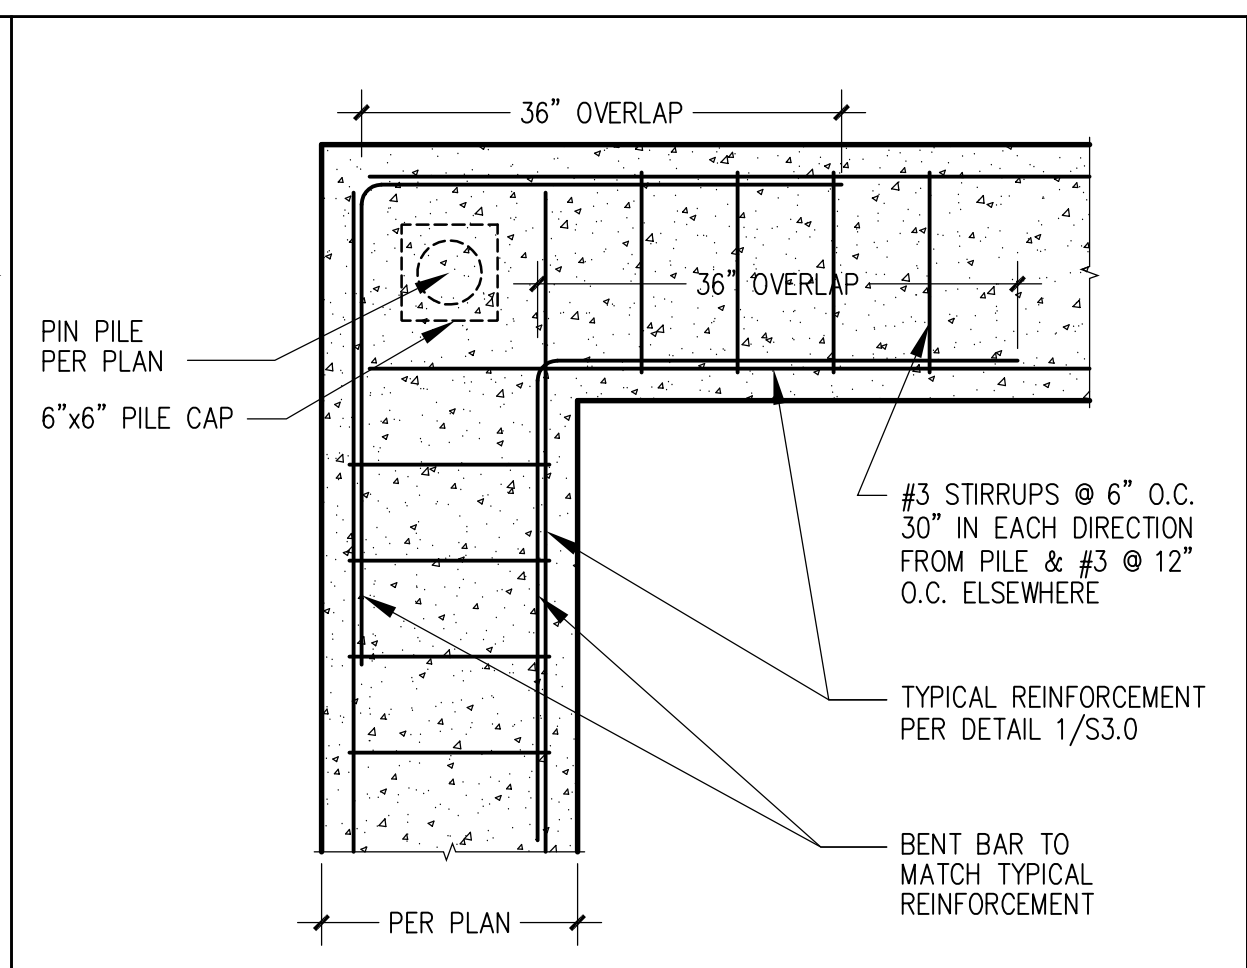 36” OVERLAP
36” OVERLAP
PIN PILE
PER PLAN
6”x6” PILE CAP
#3 STIRRUPS @ 6” O.C.
30” IN EACH DIRECTION
FROM PILE & #3 @ 12”
O.C. ELSEWHERE
TYPICAL REINFORCEMENT
PER DETAIL 1/S3.0
BENT BAR TO
MATCH TYPICAL
REINFORCEMENT
PER PLAN